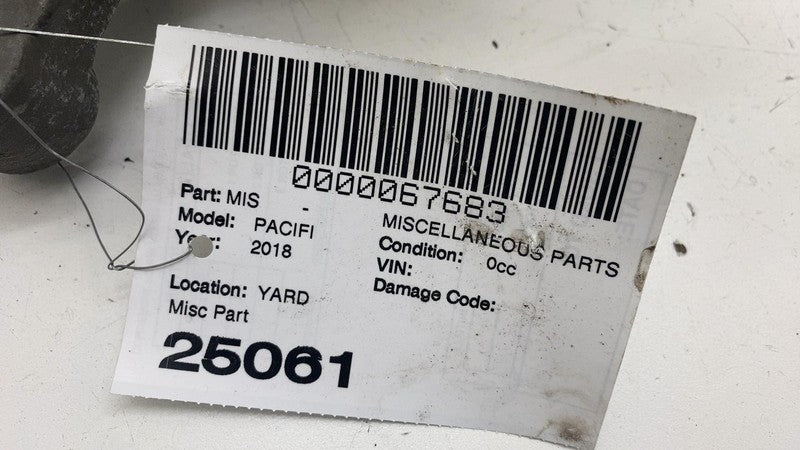 0000067683
Part: MIS -
MISCELLANEOUS PARTS
Model: PACIFI
Condition: 0cc
Year: 2018
VIN:
Damage Code:
Location: YARD
Misc Part
25061